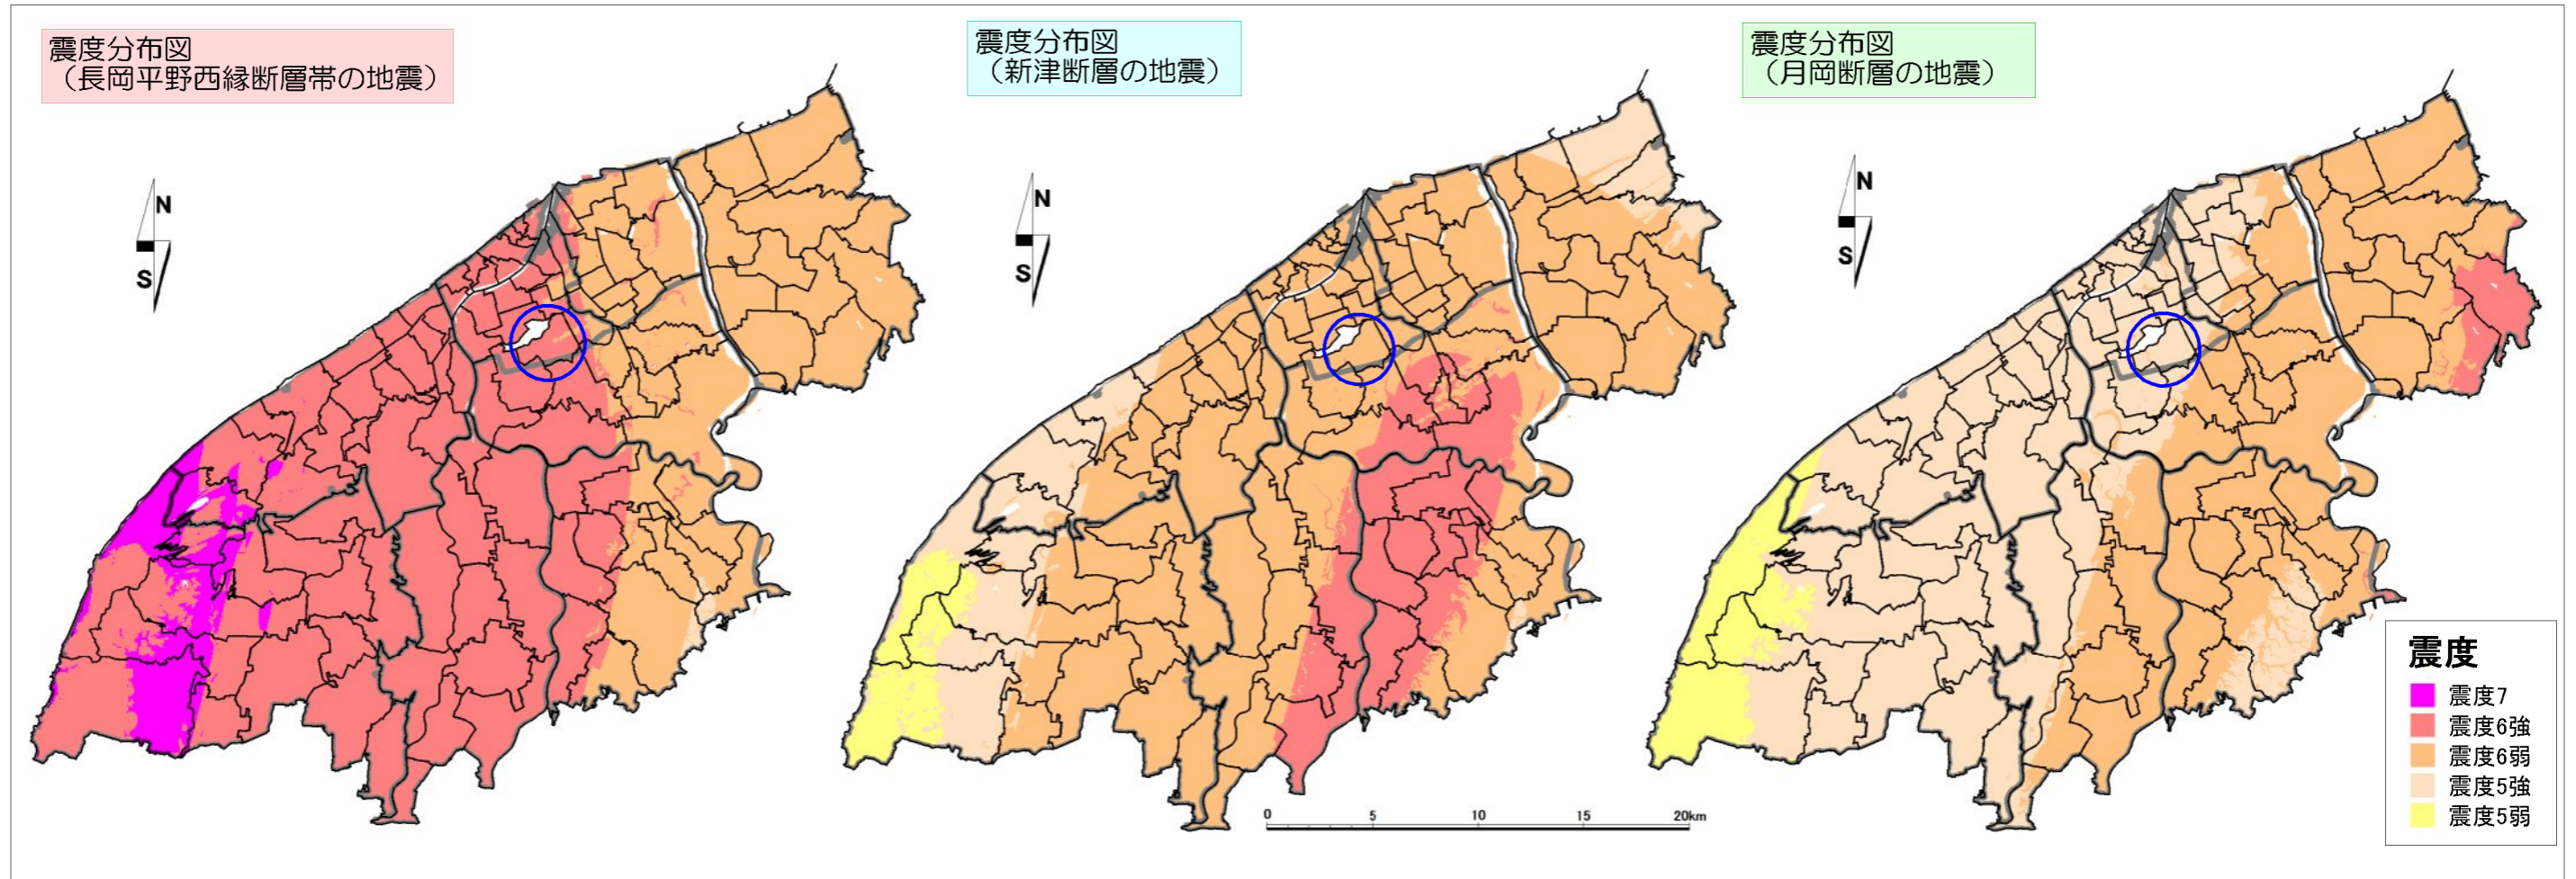 震度分布図
（長岡平野西縁断層帯の地震）
震度分布図
（新津断層の地震）
震度分布図
（月岡断層の地震）
N
S
N
S
N
S
0 5 10 15 20km
震度
震度7
震度6強
震度6弱
震度5強
震度5弱